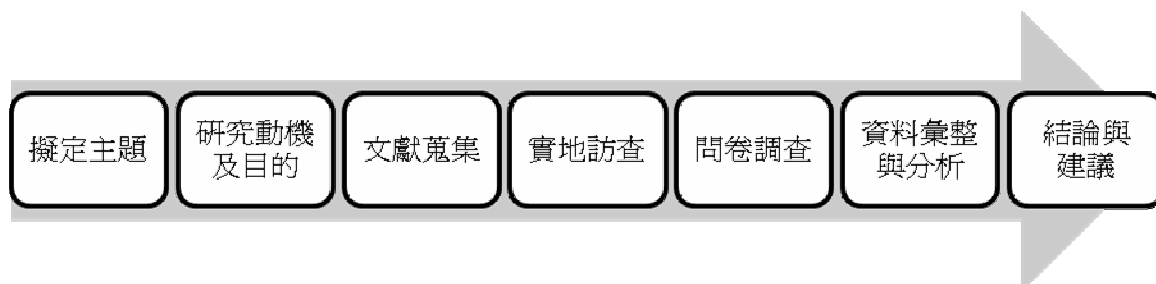 擬定主題
研究動機
及目的
文獻蒐集
實地訪查
問卷調查
資料彙整
與分析
結論與
建議